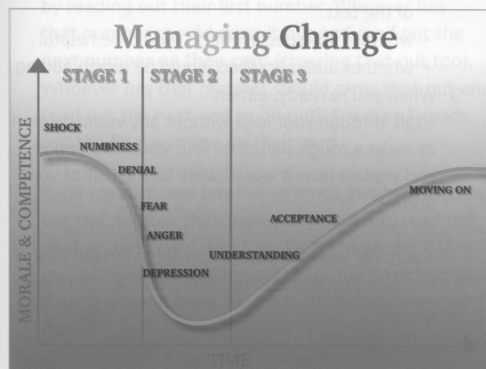 Managing Change
STAGE 1 STAGE 2 STAGE 3
SHOCK
NUMBNESS
DENIAL
FEAR
ANGER
DEPRESSION
UNDERSTANDING
ACCEPTANCE
MOVING ON
MORALE & COMPETENCE
TIME